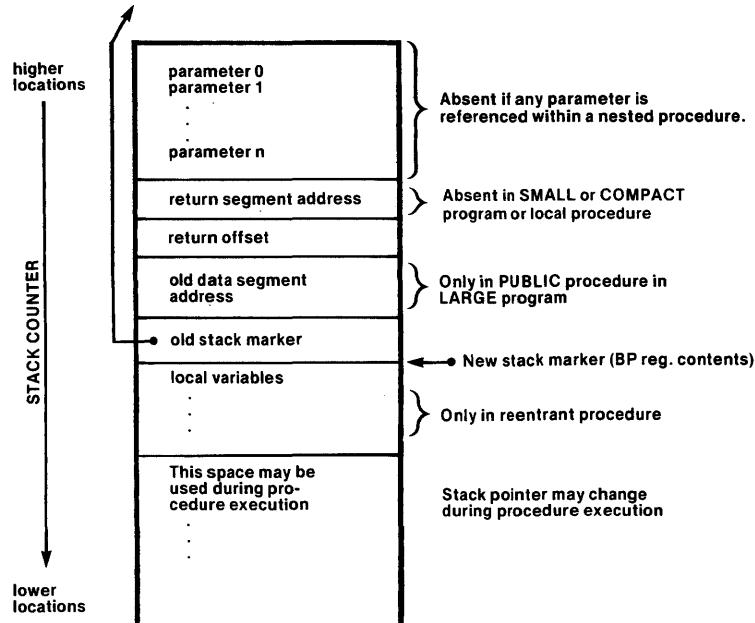 higher
locations
STACK COUNTER
lower
locations
parameter 0
parameter 1
.
.
.
parameter n
Absent if any parameter is
referenced within a nested procedure.
return segment address
Absent in SMALL or COMPACT
program or local procedure
return offset
old data segment
address
Only in PUBLIC procedure in
LARGE program
old stack marker
New stack marker (BP reg. contents)
local variables
.
.
.
Only in reentrant procedure
This space may be
used during pro-
cedure execution
.
.
.
Stack pointer may change
during procedure execution